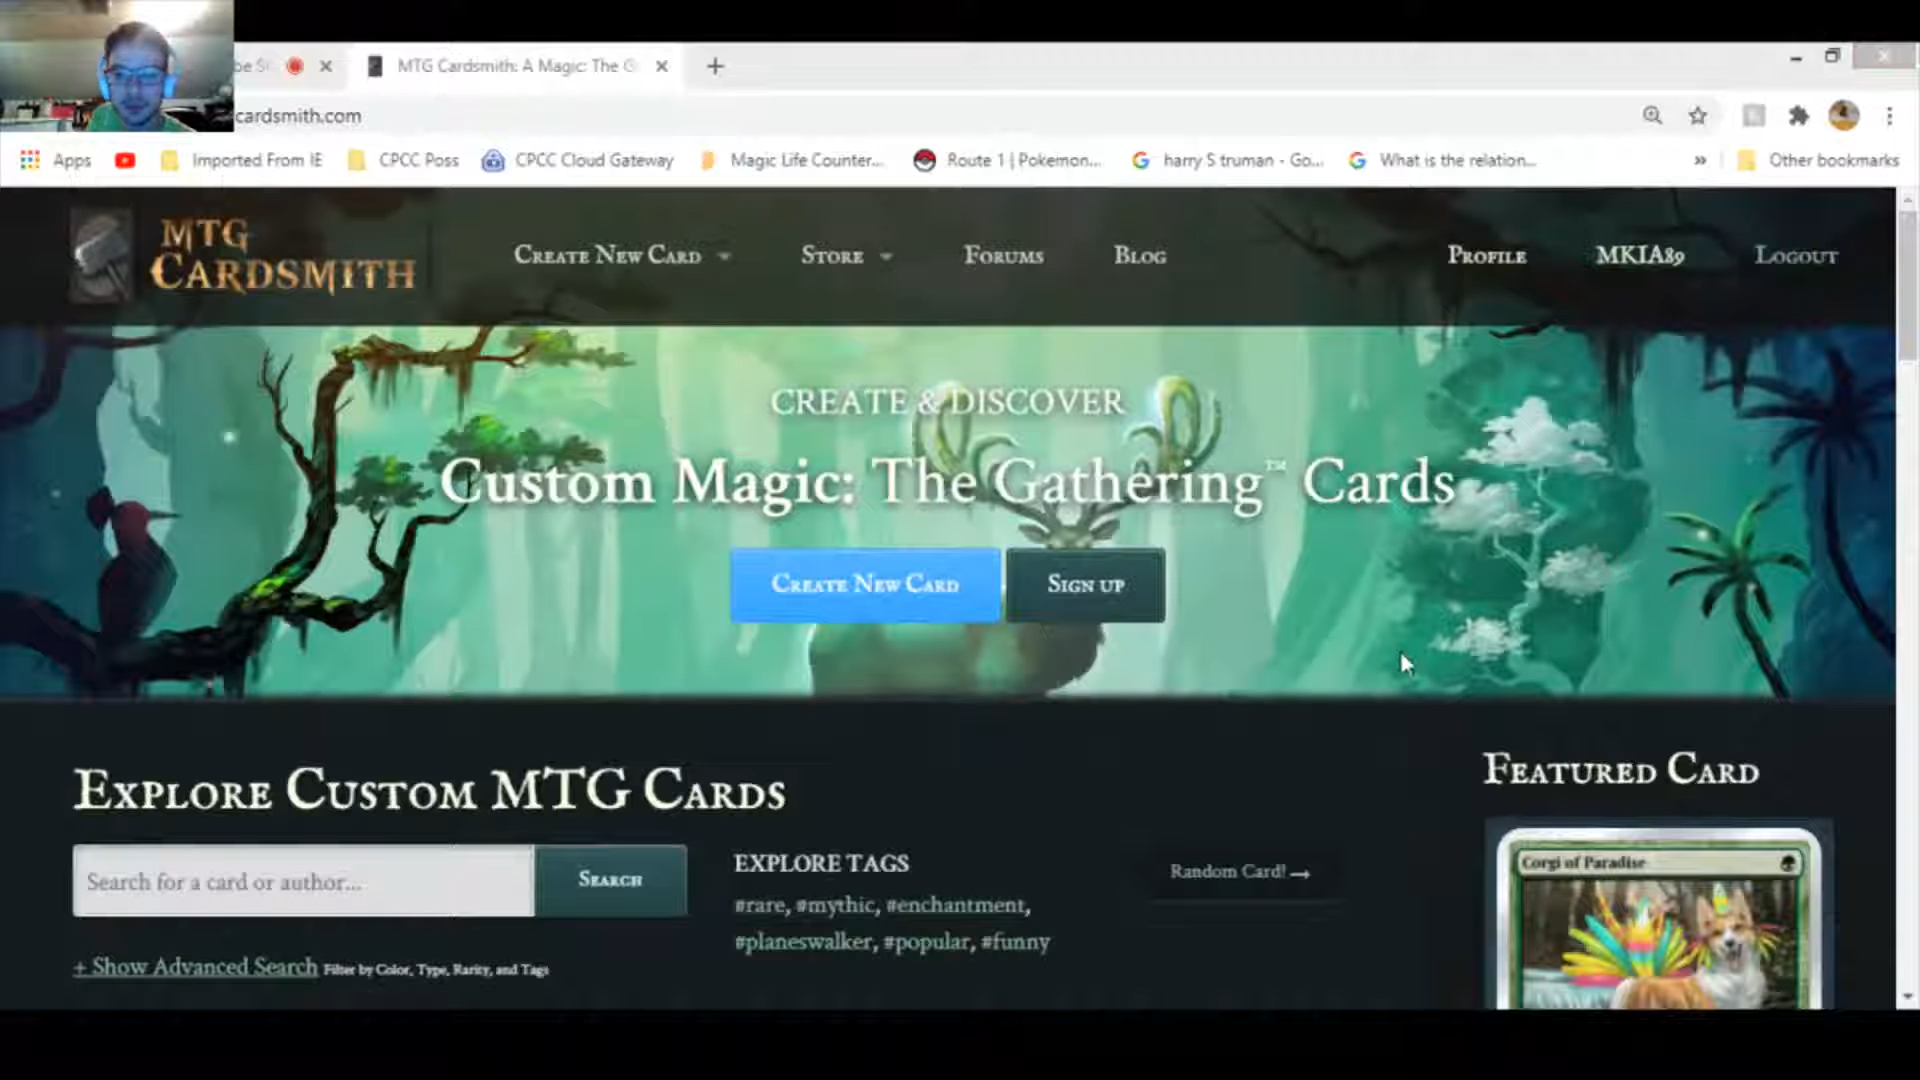 MTG Cardsmith: A Magic: The G
cardsmith.com
Apps Imported From IE CPCC Poss CPCC Cloud Gateway Magic Life Counter... Route 1 | Pokemon... harry S truman - Go... What is the relation... » Other bookmarks
MTG
CARDSMITH
CREATE NEW CARD STORE FORUMS BLOG PROFILE MKIA89 LOGOUT
CREATE & DISCOVER
Custom Magic: The Gathering™ Cards
CREATE NEW CARD SIGN UP
EXPLORE CUSTOM MTG CARDS
FEATURED CARD
Search for a card or author... SEARCH
EXPLORE TAGS
Random Card! →
#rare, #mythic, #enchantment,
#planeswalker, #popular, #funny
+ Show Advanced Search Filter by Color, Type, Rarity, and Tags
Corgi of Paradise